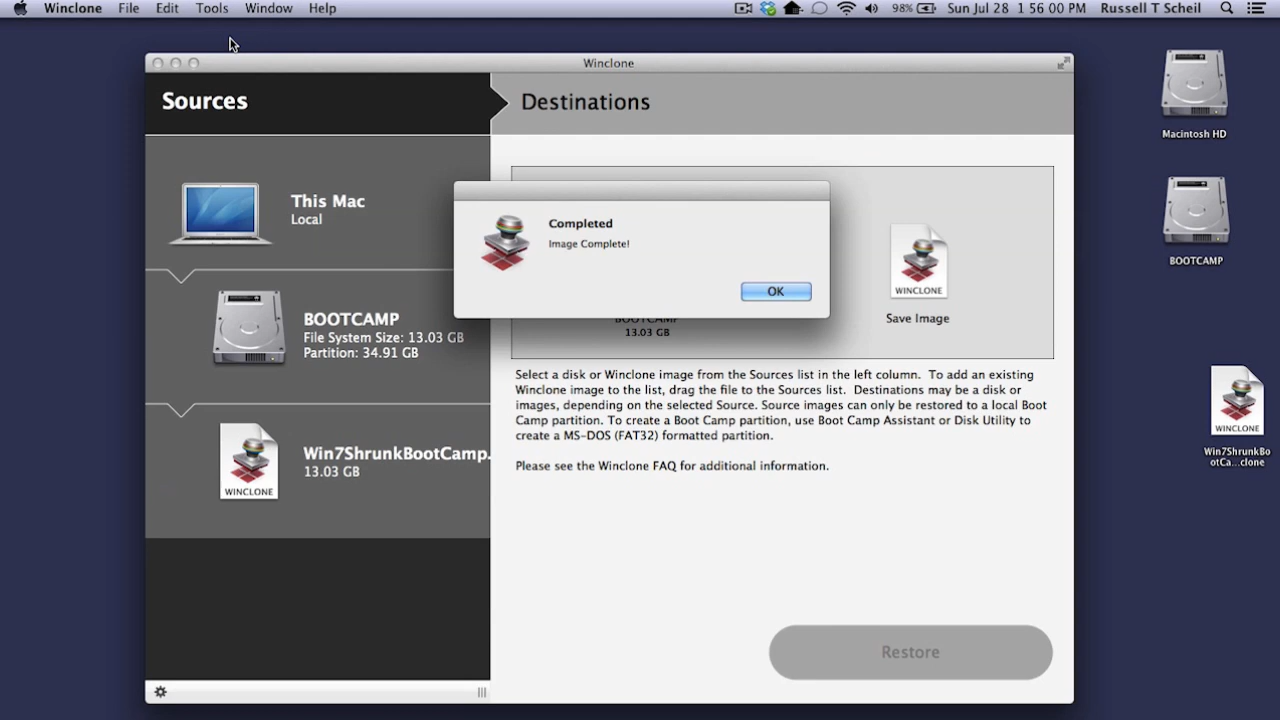 Winclone File Edit Tools Window Help 98% Sun Jul 28 1 56 00 PM Russell T Scheil
Winclone
Sources
Destinations
This Mac
Local
BOOTCAMP
File System Size: 13.03 GB
Partition: 34.91 GB
WINCLONE
Win7ShrunkBootCamp.
13.03 GB
Completed
Image Complete!
OK
BOOTCAMP
13.03 GB
WINCLONE
Save Image
Select a disk or Winclone image from the Sources list in the left column. To add an existing
Winclone image to the list, drag the file to the Sources list. Destinations may be a disk or
images, depending on the selected Source. Source images can only be restored to a local Boot
Camp partition. To create a Boot Camp partition, use Boot Camp Assistant or Disk Utility to
create a MS-DOS (FAT32) formatted partition.
Please see the Winclone FAQ for additional information.
Restore
Macintosh HD
BOOTCAMP
WINCLONE
Win7ShrunkBo
otCa...clone